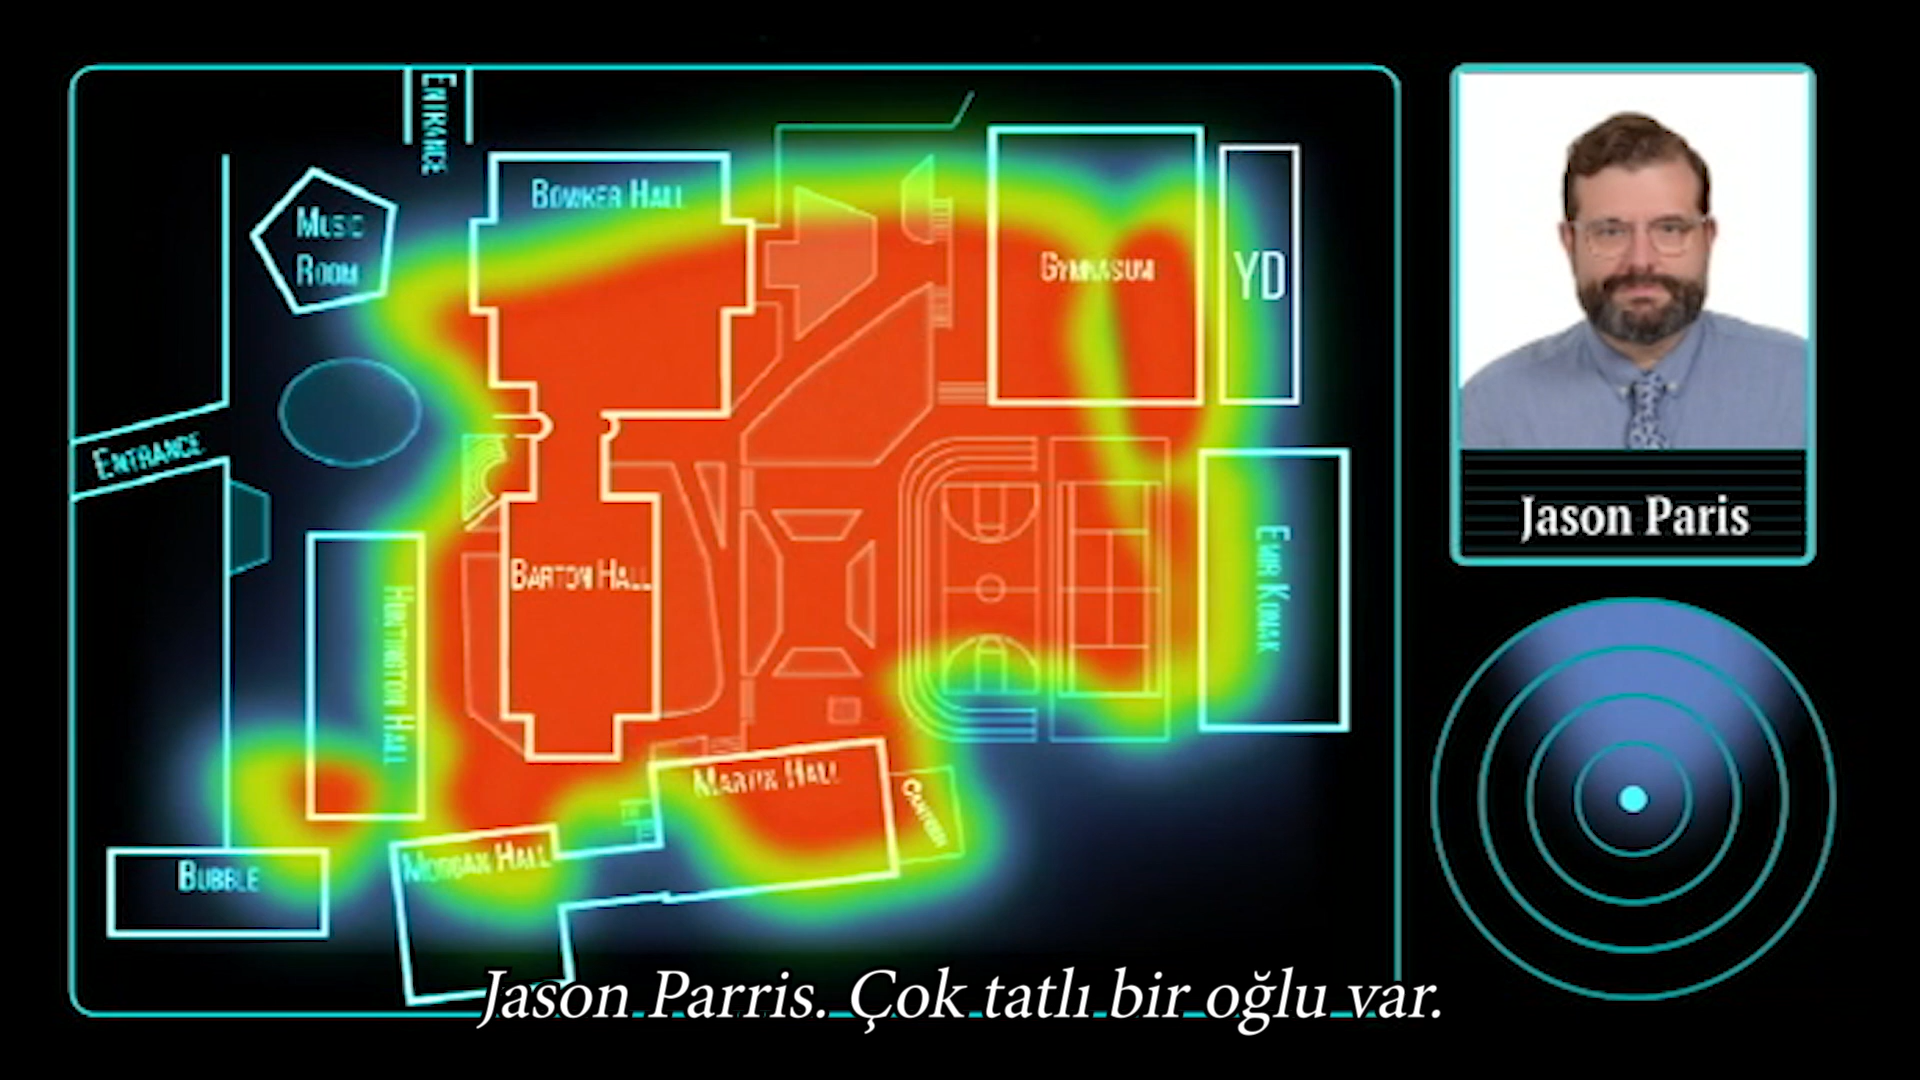 ENTRANCE
MUSIC
ROOM
BOWKER HALL
GYMNASUM
YD
ENTRANCE
BARTON HALL
HUNTINGTON HALL
EMIR KONAK
MARTIN HALL
CANTEEN
MORGAN HALL
BUBBLE
Jason Paris
Jason Parris. Çok tatlı bir oğlu var.